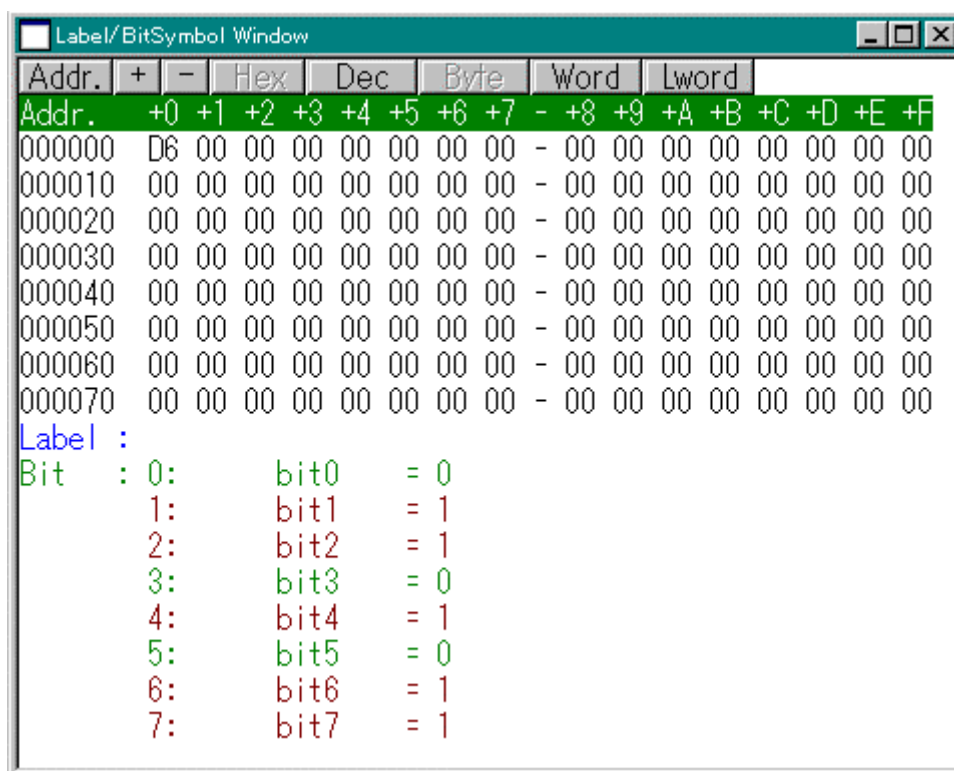 Label/BitSymbol Window
Addr. + - Hex Dec Byte Word Lword
Addr. +0 +1 +2 +3 +4 +5 +6 +7 - +8 +9 +A +B +C +D +E +F
000000 D6 00 00 00 00 00 00 00 - 00 00 00 00 00 00 00 00
000010 00 00 00 00 00 00 00 00 - 00 00 00 00 00 00 00 00
000020 00 00 00 00 00 00 00 00 - 00 00 00 00 00 00 00 00
000030 00 00 00 00 00 00 00 00 - 00 00 00 00 00 00 00 00
000040 00 00 00 00 00 00 00 00 - 00 00 00 00 00 00 00 00
000050 00 00 00 00 00 00 00 00 - 00 00 00 00 00 00 00 00
000060 00 00 00 00 00 00 00 00 - 00 00 00 00 00 00 00 00
000070 00 00 00 00 00 00 00 00 - 00 00 00 00 00 00 00 00
Label :
Bit : 0: bit0 = 0
1: bit1 = 1
2: bit2 = 1
3: bit3 = 0
4: bit4 = 1
5: bit5 = 0
6: bit6 = 1
7: bit7 = 1